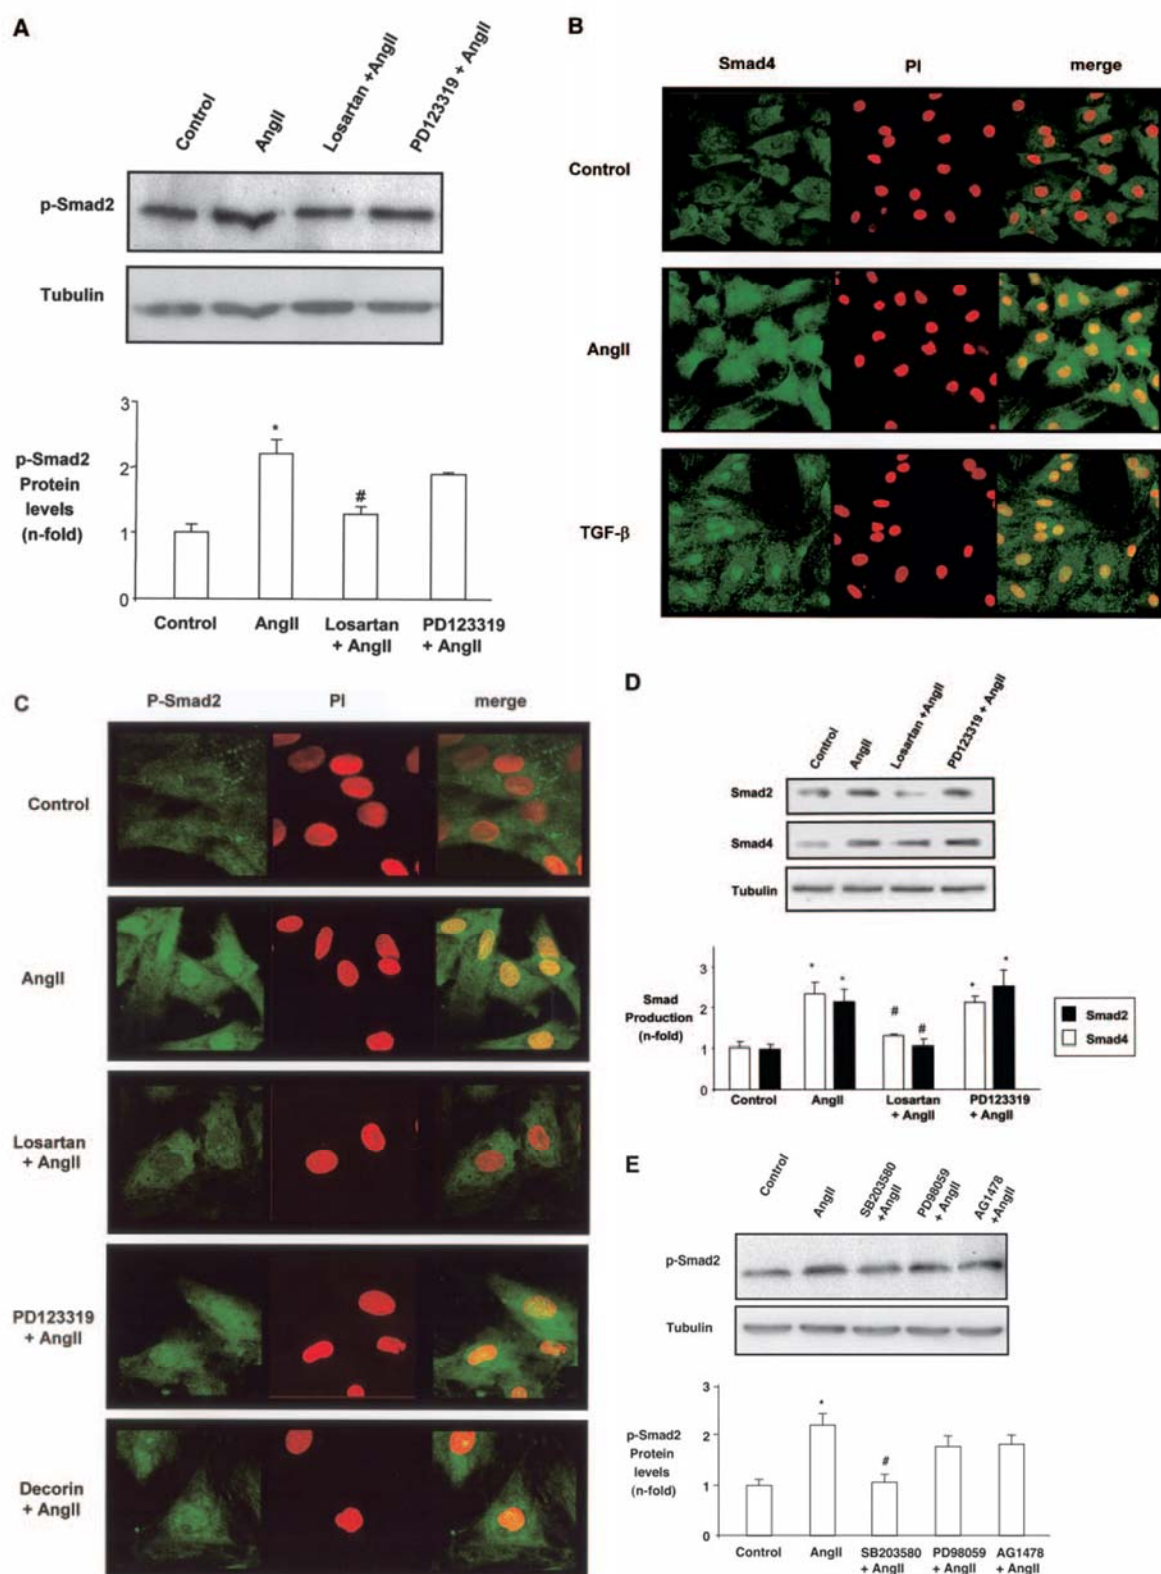 A
Control
AngII
Losartan +AngII
PD123319 + AngII
p-Smad2
Tubulin
3
2
1
0
p-Smad2
Protein
levels
(n-fold)
*
#
Control
AngII
Losartan
+ AngII
PD123319
+ AngII
B
Smad4
PI
merge
Control
AngII
TGF-β
C
P-Smad2
PI
merge
Control
AngII
Losartan
+ AngII
PD123319
+ AngII
Decorin
+ AngII
D
Control
AngII
Losartan +AngII
PD123319 + AngII
Smad2
Smad4
Tubulin
3
2
1
0
Smad
Production
(n-fold)
* *
# #
* *
Control
AngII
Losartan
+ AngII
PD123319
+ AngII
Smad2
Smad4
E
Control
AngII
SB203580
+AngII
PD98059
+ AngII
AG1478
+AngII
p-Smad2
Tubulin
3
2
1
0
p-Smad2
Protein
levels
(n-fold)
*
#
Control
AngII
SB203580
+ AngII
PD98059
+ AngII
AG1478
+ AngII